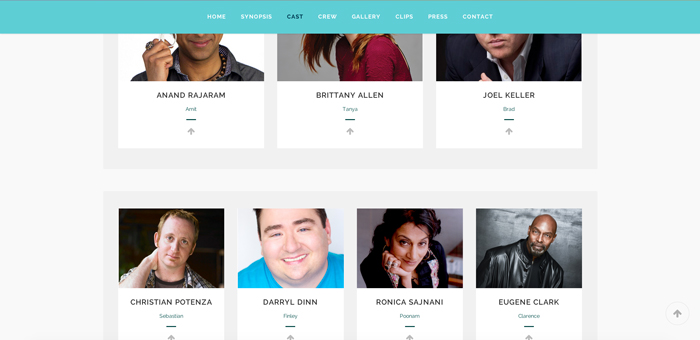 HOME SYNOPSIS CAST CREW GALLERY CLIPS PRESS CONTACT
ANAND RAJARAM BRITTANY ALLEN JOEL KELLER
Amit Tanya Brad
CHRISTIAN POTENZA DARRYL DINN RONICA SAJNANI EUGENE CLARK
Sebastian Finley Poonam Clarence